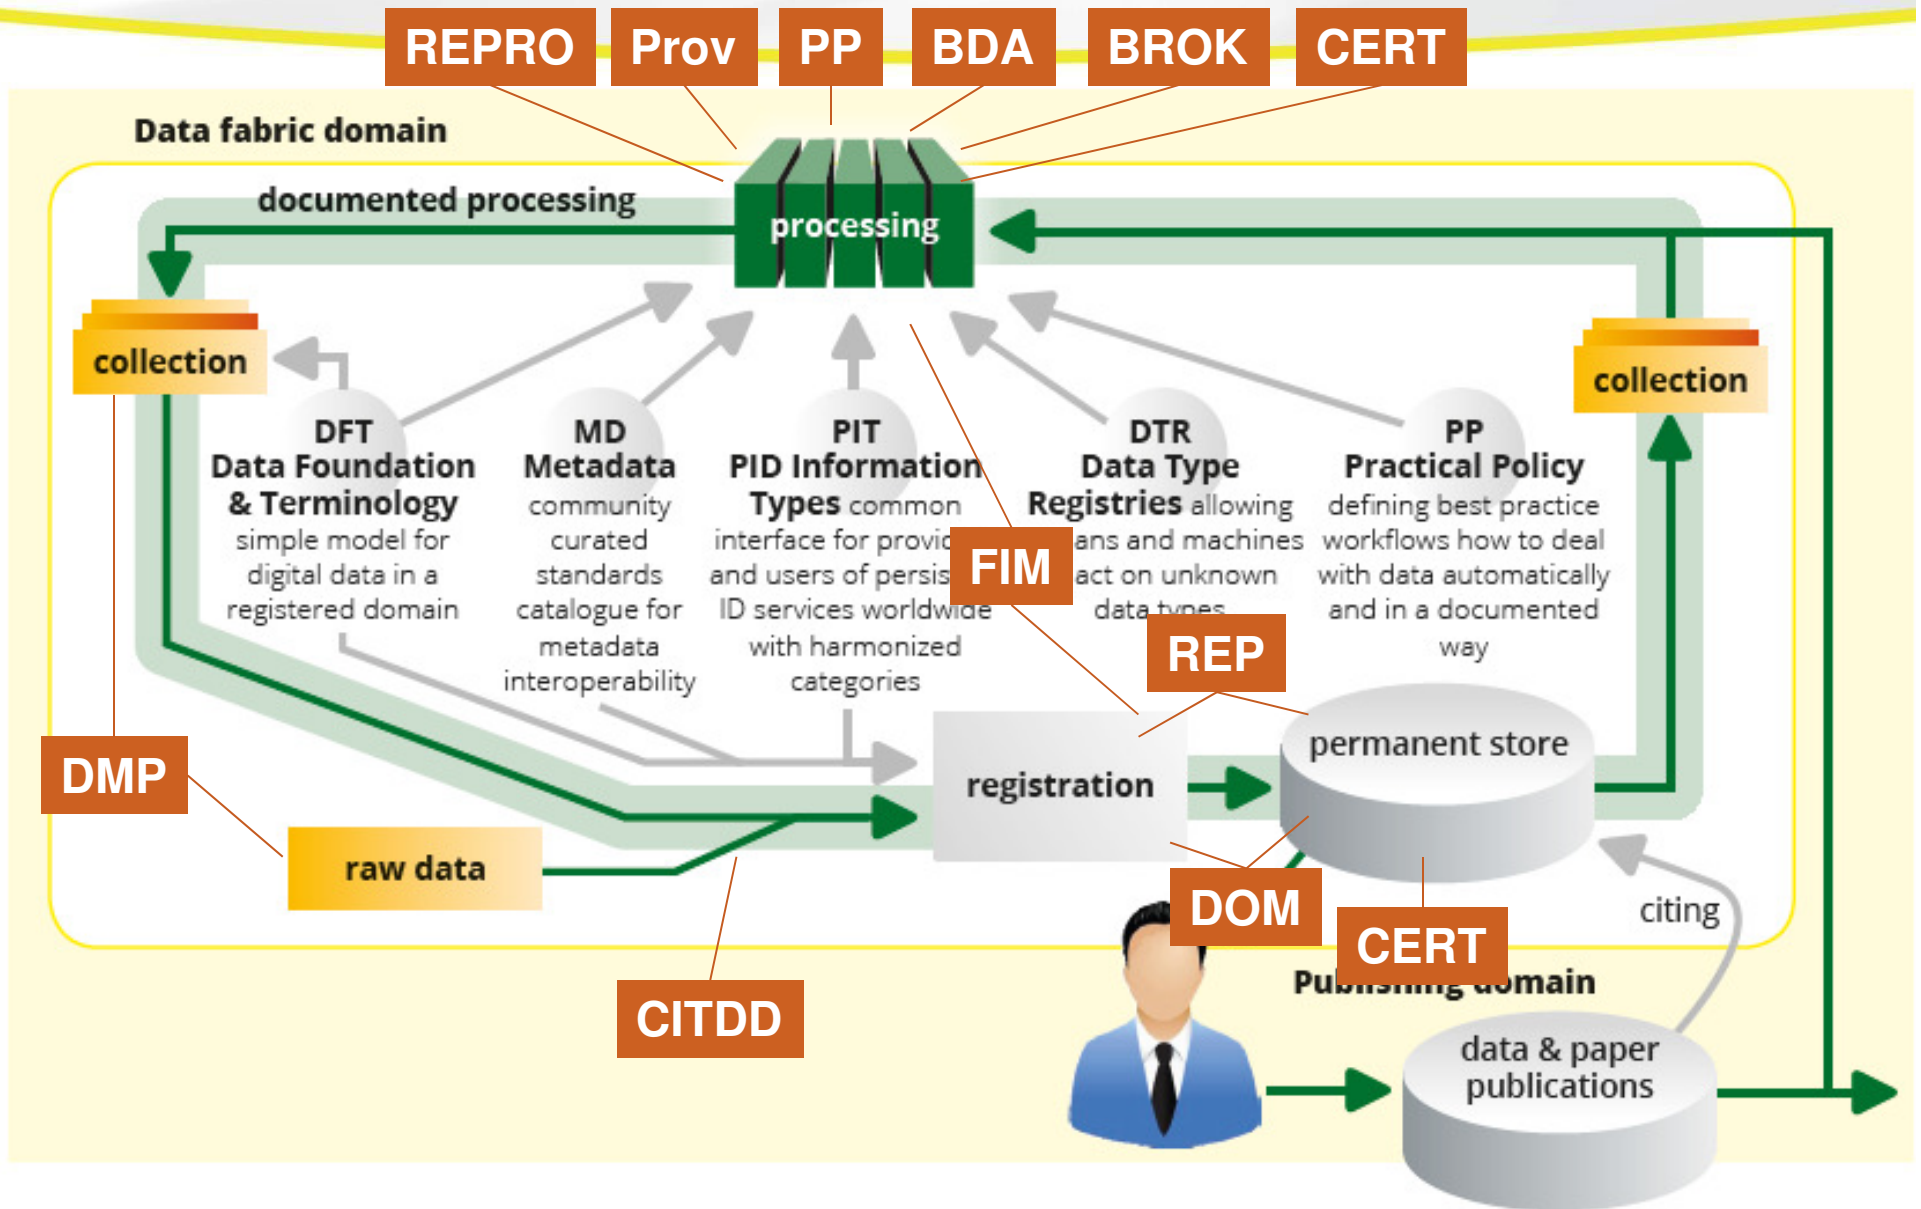 REPRO
Prov
PP
BDA
BROK
CERT
Data fabric domain
documented processing
processing
collection
collection
DFT
Data Foundation
& Terminology
simple model for
digital data in a
registered domain
MD
Metadata
community
curated
standards
catalogue for
metadata
interoperability
PIT
PID Information
Types common
interface for
and users of
ID services worldwide
with harmonized
categories
DTR
Data Type
Registries allowing
and machines
act on unknown
data types
PP
Practical Policy
defining best practice
workflows how to deal
with data automatically
and in a documented
way
FIM
REP
DMP
permanent store
registration
raw data
DOM
CERT
citing
CITDD
Publishing domain
data & paper
publications